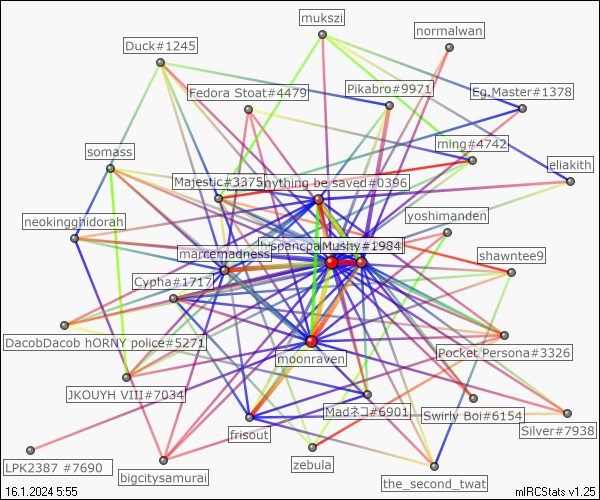 mukszi
normalwan
Duck#1245
Fedora Stoat#4479
Pikabro#9971
Eg.Master#1378
ming#4742
somass
eliakith
Majestic#3375
nything be saved#0396
neokingghidorah
yoshimanden
Mushy#1984
marcemadness
shawntee9
Cypha#1717
DacobDacob hORNY police#5271
Pocket Persona#3326
moonraven
JKOUYH VIII#7034
Madネコ#6901
Swirly Boi#6154
Silver#7938
frisout
LPK2387 #7690
bigcitysamurai
zebula
the_second_twat
16.1.2024 5:55
mIRCStats v1.25